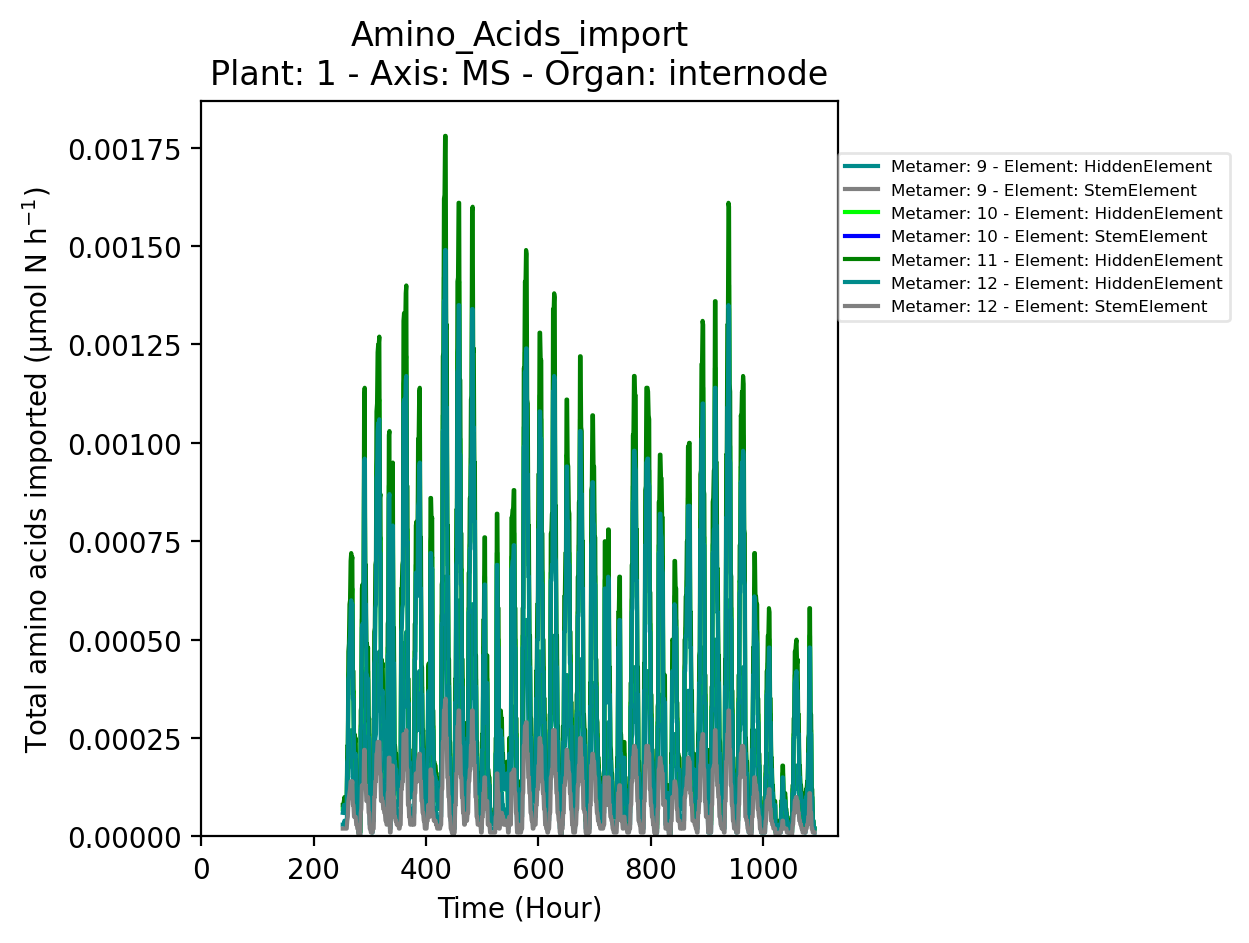 Amino_Acids_import
Plant: 1 - Axis: MS - Organ: internode
Total amino acids imported (µmol N h⁻¹)
0.00175
0.00150
0.00125
0.00100
0.00075
0.00050
0.00025
0.00000
0 200 400 600 800 1000
Time (Hour)
Metamer: 9 - Element: HiddenElement
Metamer: 9 - Element: StemElement
Metamer: 10 - Element: HiddenElement
Metamer: 10 - Element: StemElement
Metamer: 11 - Element: HiddenElement
Metamer: 12 - Element: HiddenElement
Metamer: 12 - Element: StemElement